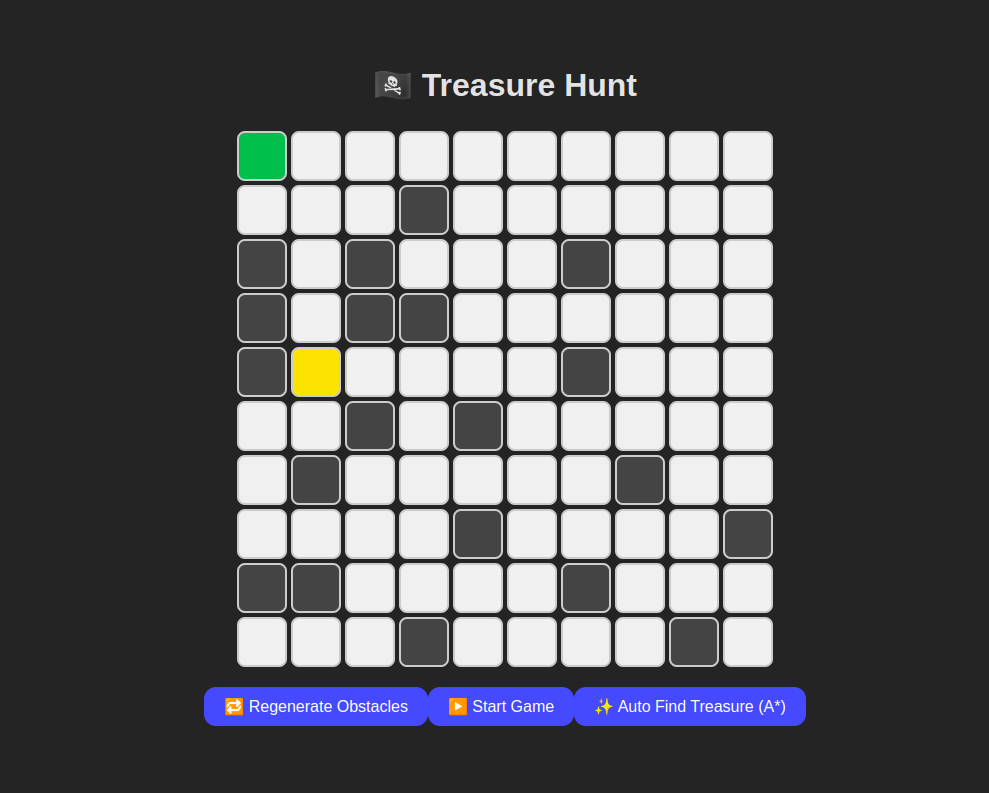 🏴‍☠️ Treasure Hunt
🔁 Regenerate Obstacles
▶️ Start Game
✨ Auto Find Treasure (A*)